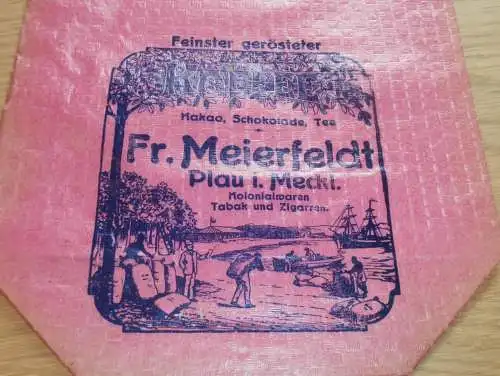 Feinster gerösteter
Kakao, Schokolade, Tee
Fr. Meierfeldt
Plau i. Meckl.
Kolonialwaren
Tabak und Zigarren.